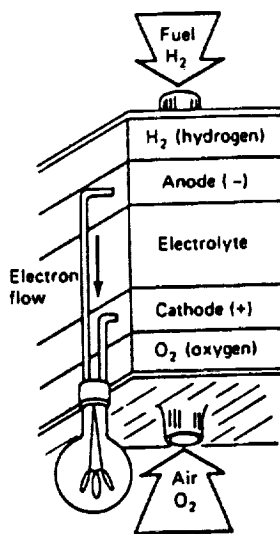 Fuel
H₂
H₂ (hydrogen)
Anode (-)
Electrolyte
Electron
flow
Cathode (+)
O₂ (oxygen)
Air
O₂